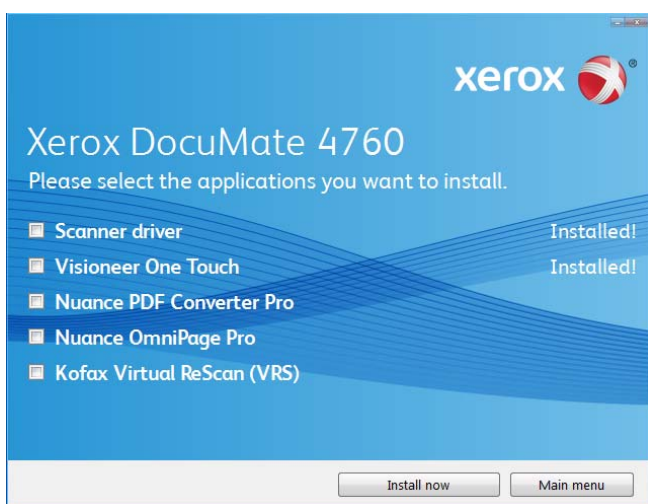 xerox ®
Xerox DocuMate 4760
Please select the applications you want to install.
Scanner driver Installed!
Visioneer One Touch Installed!
Nuance PDF Converter Pro
Nuance OmniPage Pro
Kofax Virtual ReScan (VRS)
Install now Main menu